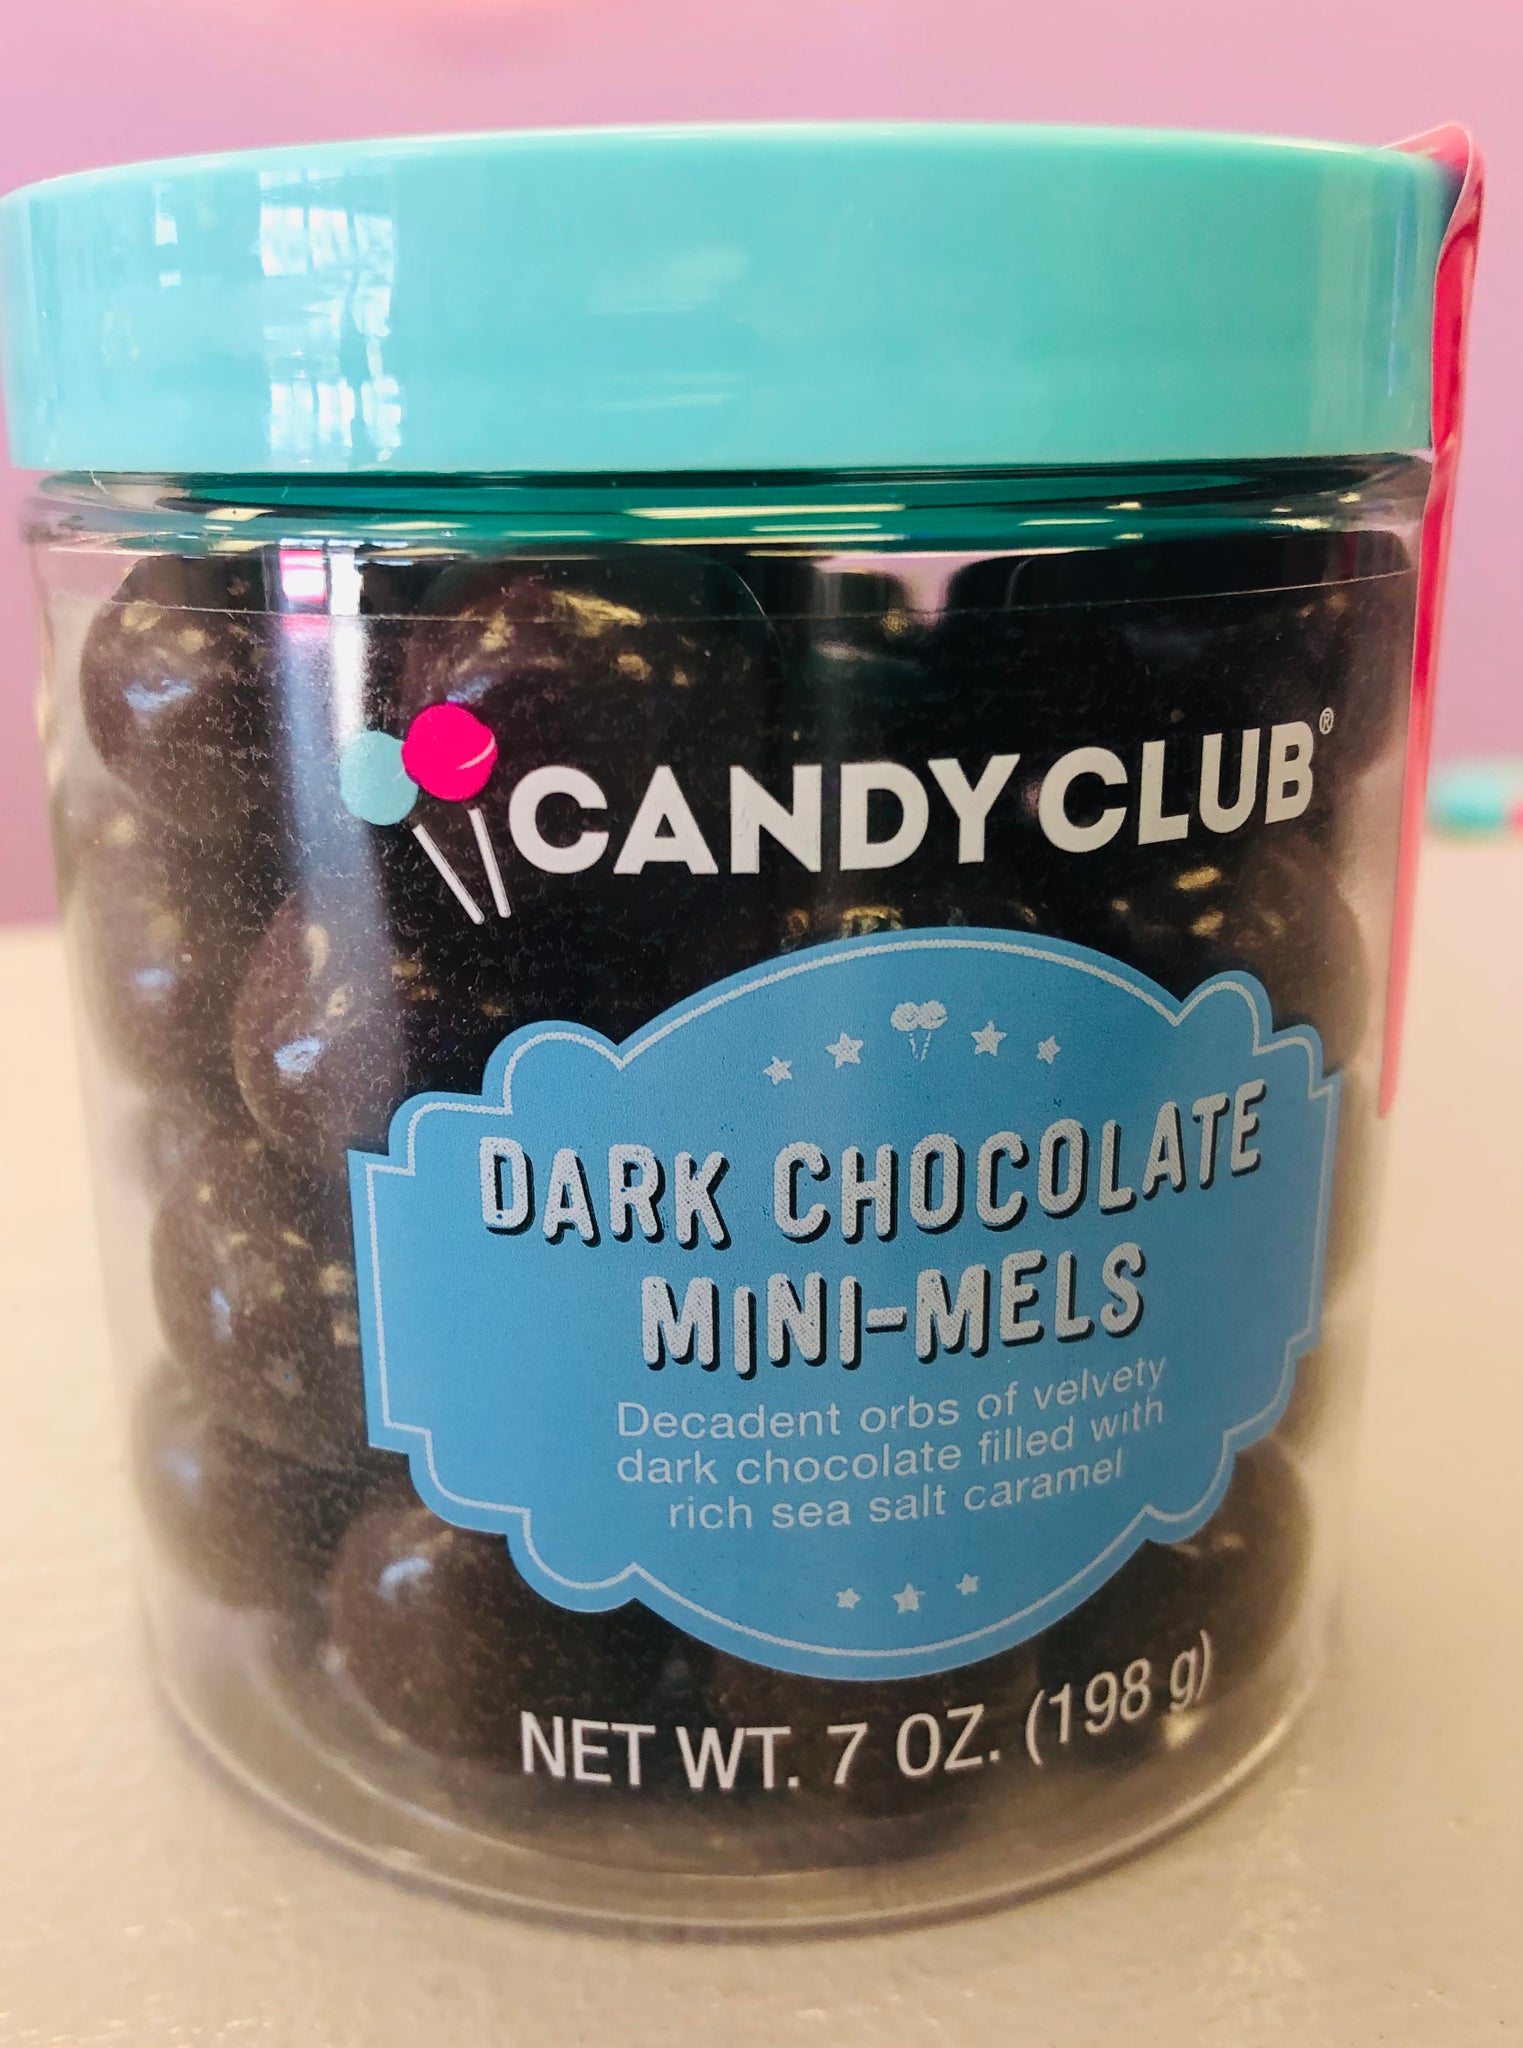 CANDY CLUB®
DARK CHOCOLATE
MINI-MELS
Decadent orbs of velvety
dark chocolate filled with
rich sea salt caramel
NET WT. 7 OZ. (198 g)